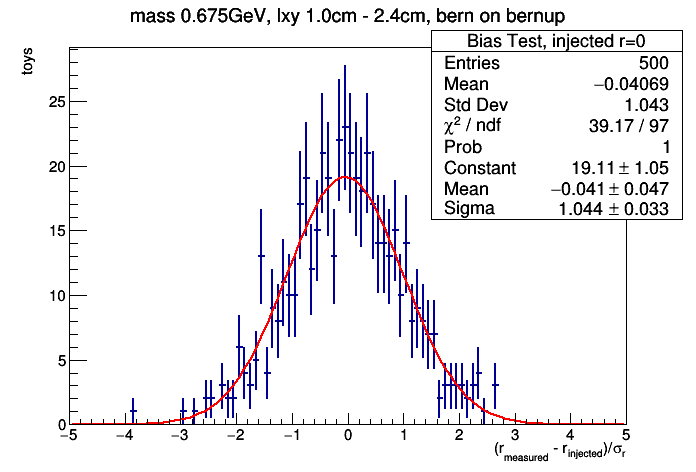 mass 0.675GeV, lxy 1.0cm - 2.4cm, bern on bernup
toys
Bias Test, injected r=0
Entries 500
Mean −0.04069
Std Dev 1.043
χ² / ndf 39.17 / 97
Prob 1
Constant 19.11 ± 1.05
Mean −0.041 ± 0.047
Sigma 1.044 ± 0.033
25
20
15
10
5
0
−5 −4 −3 −2 −1 0 1 2 3 4 5
(r_measured - r_injected)/σ_r